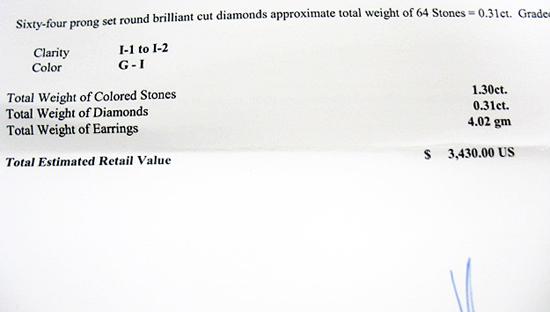 Sixty-four prong set round brilliant cut diamonds approximate total weight of 64 Stones = 0.31ct.
Clarity I-1 to I-2
Color G - I
Total Weight of Colored Stones 1.30ct.
Total Weight of Diamonds 0.31ct.
Total Weight of Earrings 4.02 gm
Total Estimated Retail Value $ 3,430.00 US